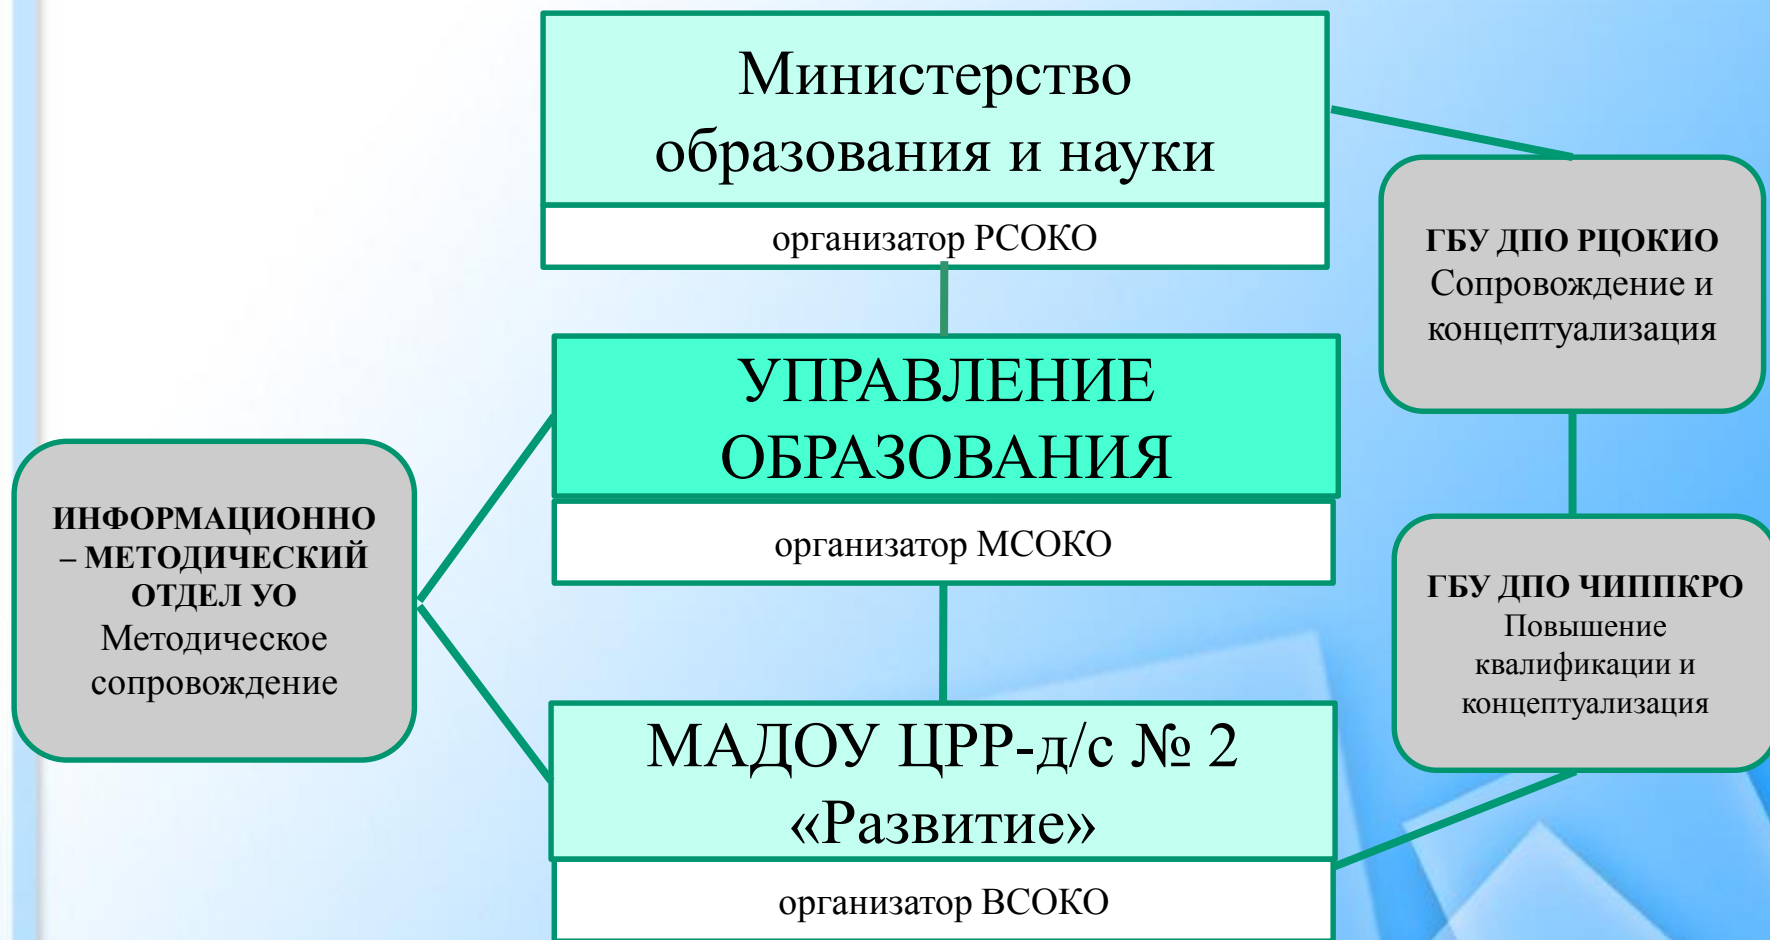 Министерство
образования и науки
организатор РСОКО
ГБУ ДПО РЦОКИО
Сопровождение и
концептуализация
УПРАВЛЕНИЕ
ОБРАЗОВАНИЯ
организатор МСОКО
ИНФОРМАЦИОННО
– МЕТОДИЧЕСКИЙ
ОТДЕЛ УО
Методическое
сопровождение
ГБУ ДПО ЧИППКРО
Повышение
квалификации и
концептуализация
МАДОУ ЦРР-д/с № 2
«Развитие»
организатор ВСОКО